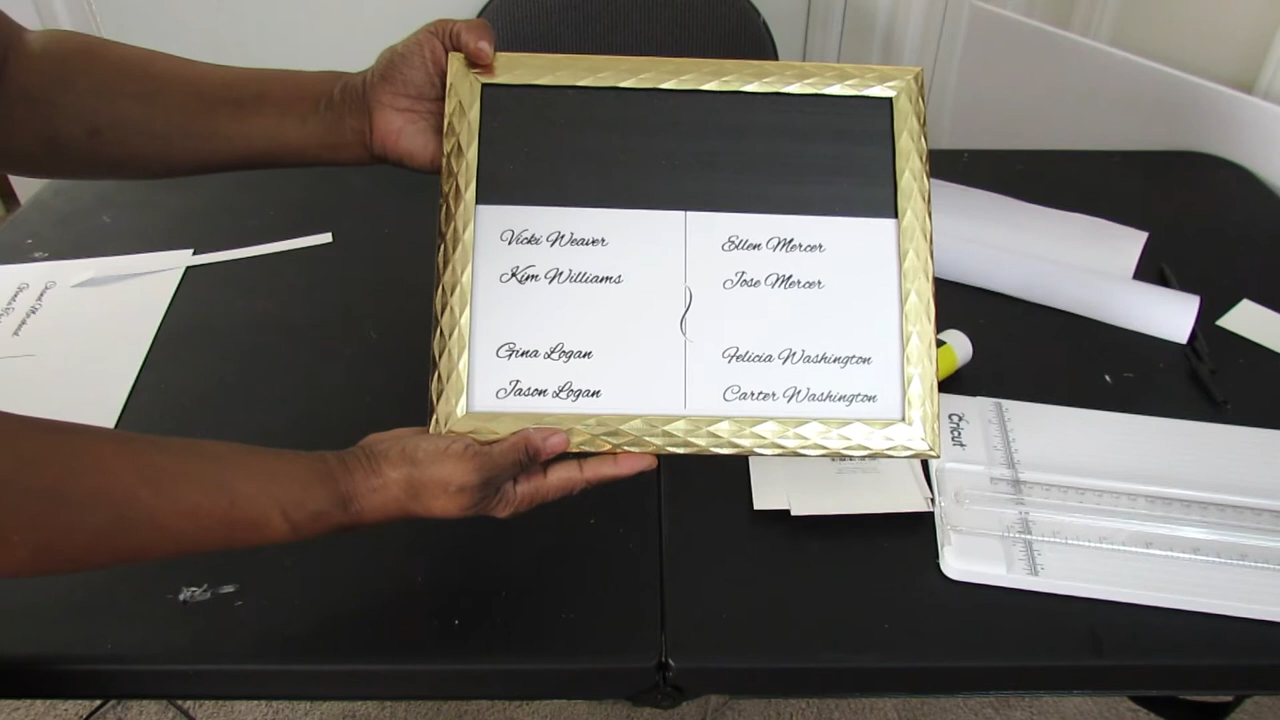 Vicki Weaver
Kim Williams
Gina Logan
Jason Logan
Ellen Mercer
Jose Mercer
Felicia Washington
Carter Washington
Cricut